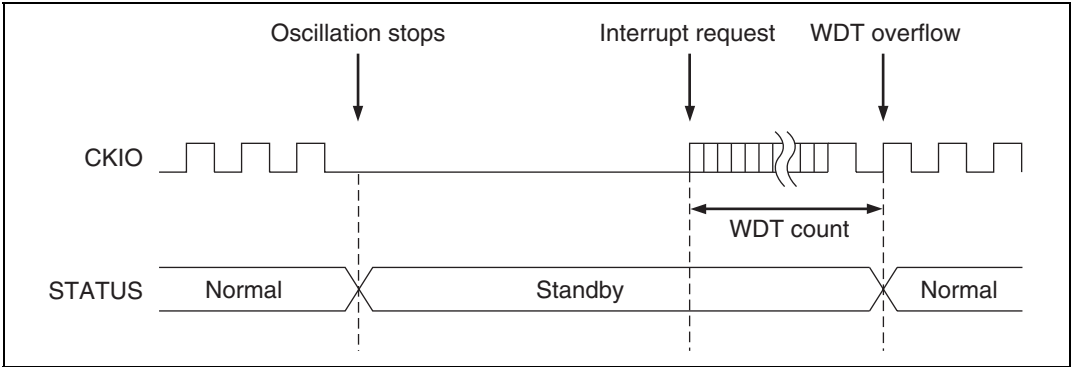 Oscillation stops Interrupt request WDT overflow
CKIO
WDT count
STATUS Normal Standby Normal